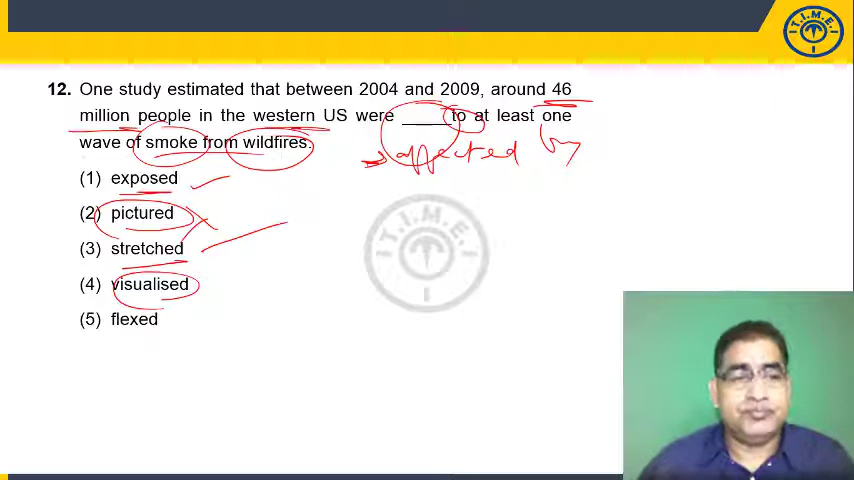 T.I.M.E.
12. One study estimated that between 2004 and 2009, around 46
million people in the western US were ____ to at least one
wave of smoke from wildfires.
affected by
(1) exposed
(2) pictured
(3) stretched
(4) visualised
(5) flexed
T.I.M.E.